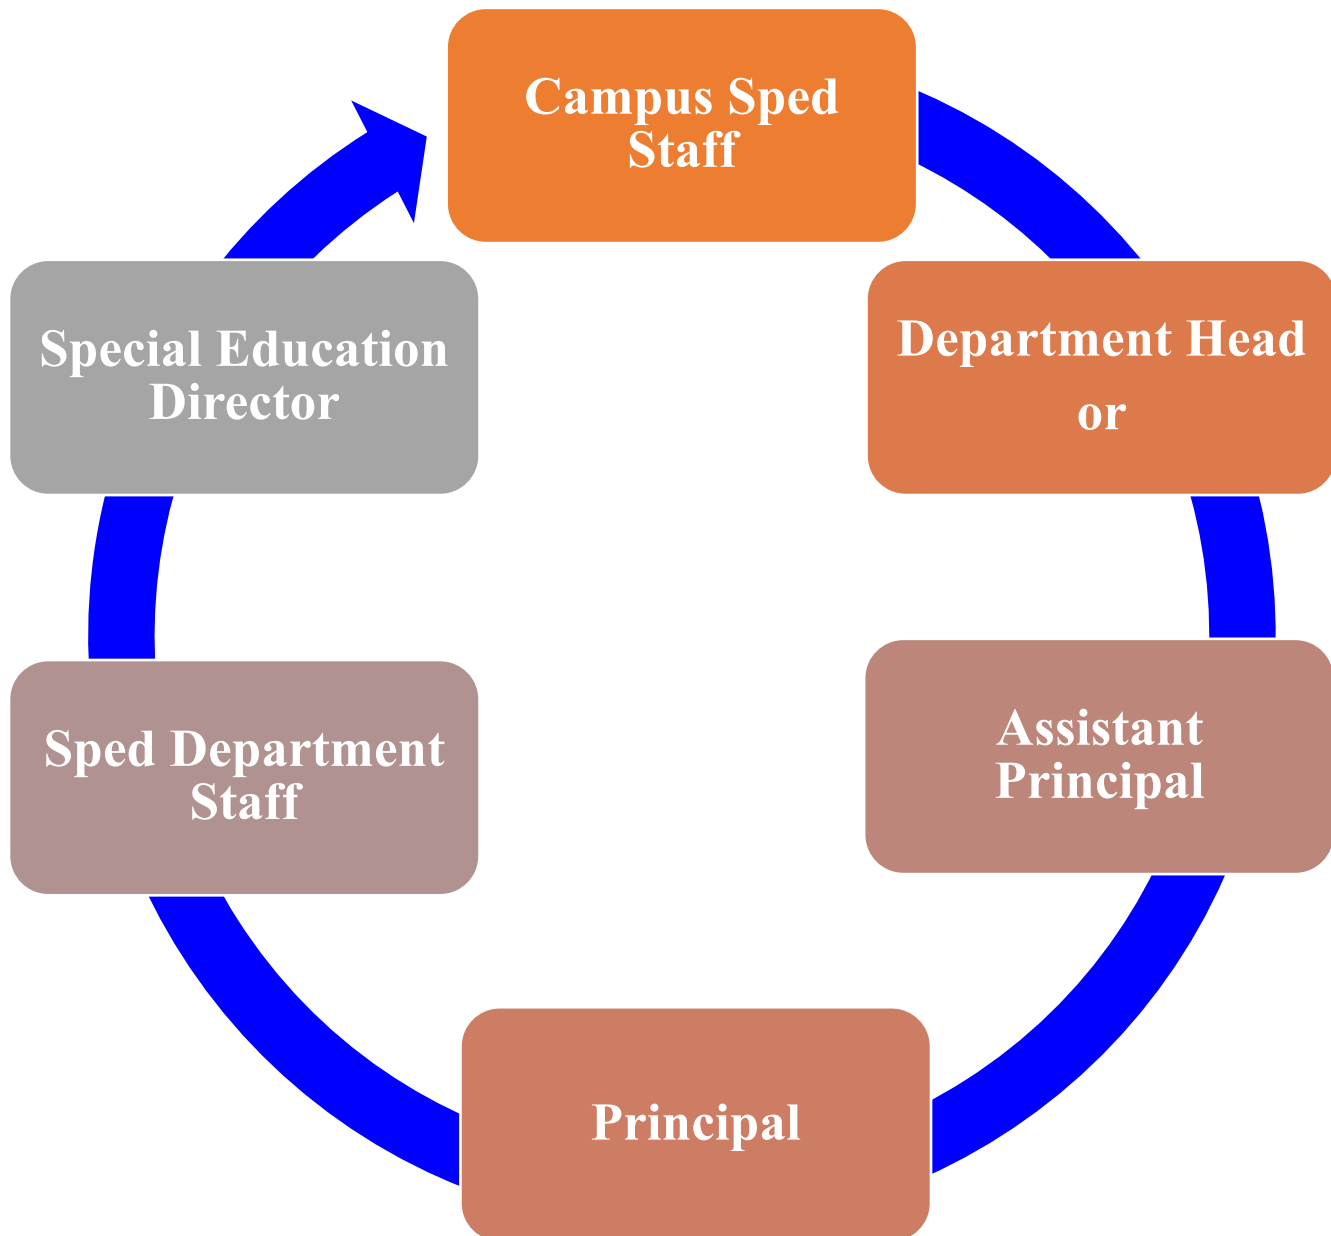 Campus Sped
Staff
Department Head
or
Assistant
Principal
Principal
Sped Department
Staff
Special Education
Director